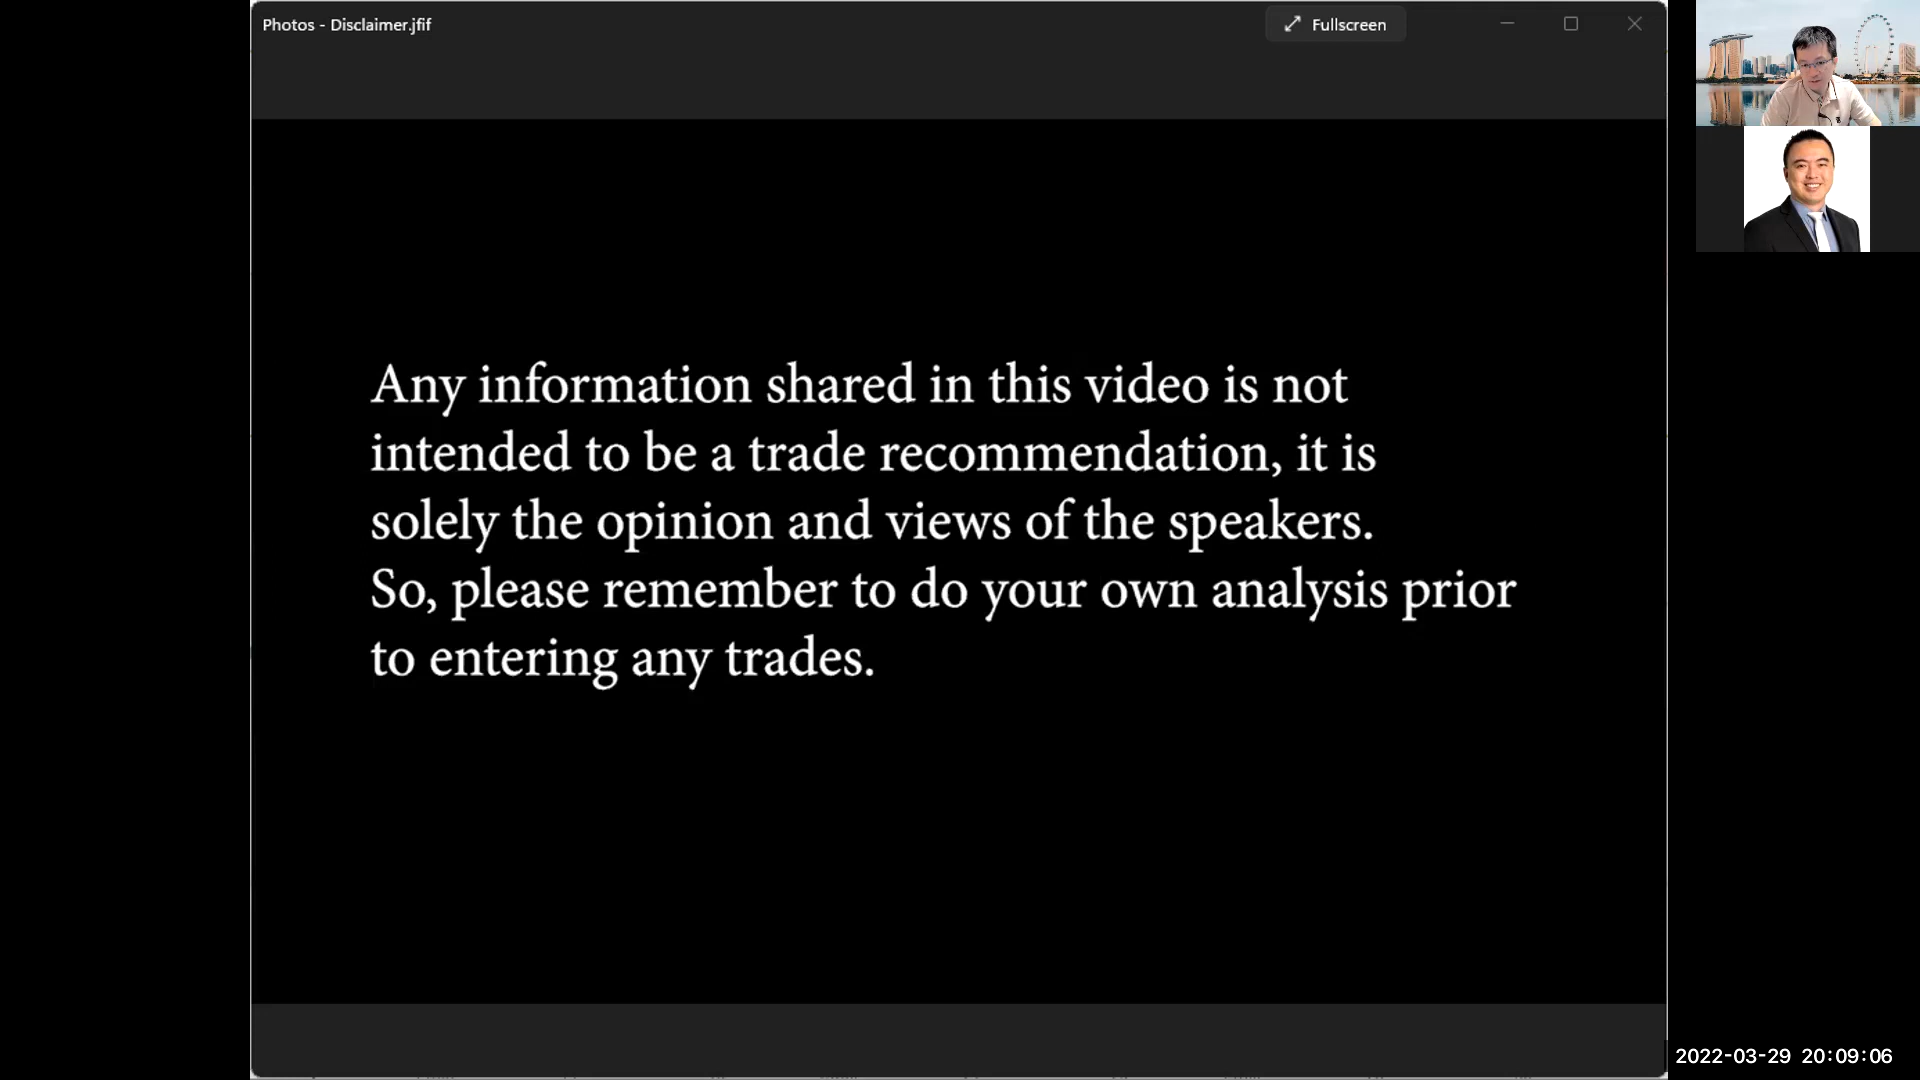 Photos - Disclaimer.jfif
Fullscreen
Any information shared in this video is not
intended to be a trade recommendation, it is
solely the opinion and views of the speakers.
So, please remember to do your own analysis prior
to entering any trades.
2022-03-29 20:09:06